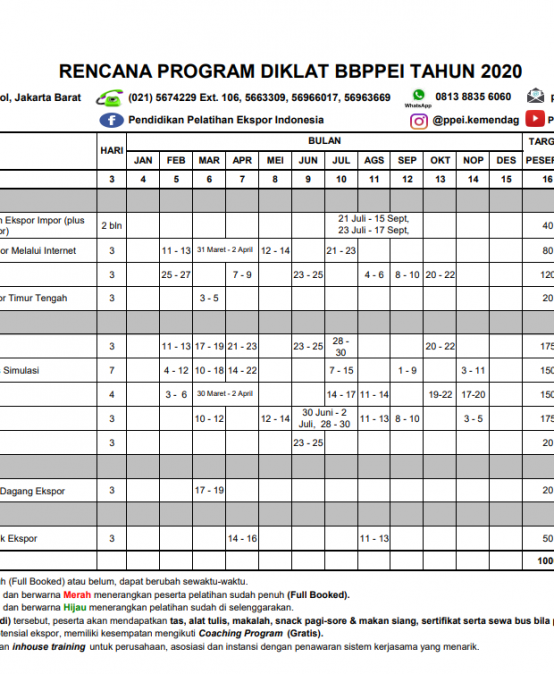 RENCANA PROGRAM DIKLAT BBPPEI TAHUN 2020
ol, Jakarta Barat (021) 5674229 Ext. 106, 5663309, 56966017, 56963669 WhatsApp 0813 8835 6060 p
Pendidikan Pelatihan Ekspor Indonesia @ppei.kemendag P
HARI BULAN TARG
JAN FEB MAR APR MEI JUN JUL AGS SEP OKT NOP DES PESER
3 4 5 6 7 8 9 10 11 12 13 14 15 16
n Ekspor Impor (plus
or) 2 bln 21 Juli - 15 Sept, 40
23 Juli - 17 Sept,
or Melalui Internet 3 11 - 13 31 Maret - 2 April 12 - 14 21 - 23 80
3 25 - 27 7 - 9 23 - 25 4 - 6 8 - 10 20 - 22 120
or Timur Tengah 3 3 - 5 20
3 11 - 13 17 - 19 21 - 23 23 - 25 28 - 30 20 - 22 175
s Simulasi 7 4 - 12 10 - 18 14 - 22 7 - 15 1 - 9 3 - 11 150
4 3 - 6 30 Maret - 2 April 14 - 17 11 - 14 19-22 17-20 150
3 10 - 12 12 - 14 30 Juni - 2 Juli, 28 - 30 11 - 13 8 - 10 3 - 5 175
3 23 - 25 20
Dagang Ekspor 3 17 - 19 20
k Ekspor 3 14 - 16 11 - 13 50
100
h (Full Booked) atau belum, dapat berubah sewaktu-waktu.
dan berwarna Merah menerangkan peserta pelatihan sudah penuh (Full Booked).
dan berwarna Hijau menerangkan pelatihan sudah di selenggarakan.
di) tersebut, peserta akan mendapatkan tas, alat tulis, makalah, snack pagi-sore & makan siang, sertifikat serta sewa bus bila p
otensial ekspor, memiliki kesempatan mengikuti Coaching Program (Gratis).
an inhouse training untuk perusahaan, asosiasi dan instansi dengan penawaran sistem kerjasama yang menarik.